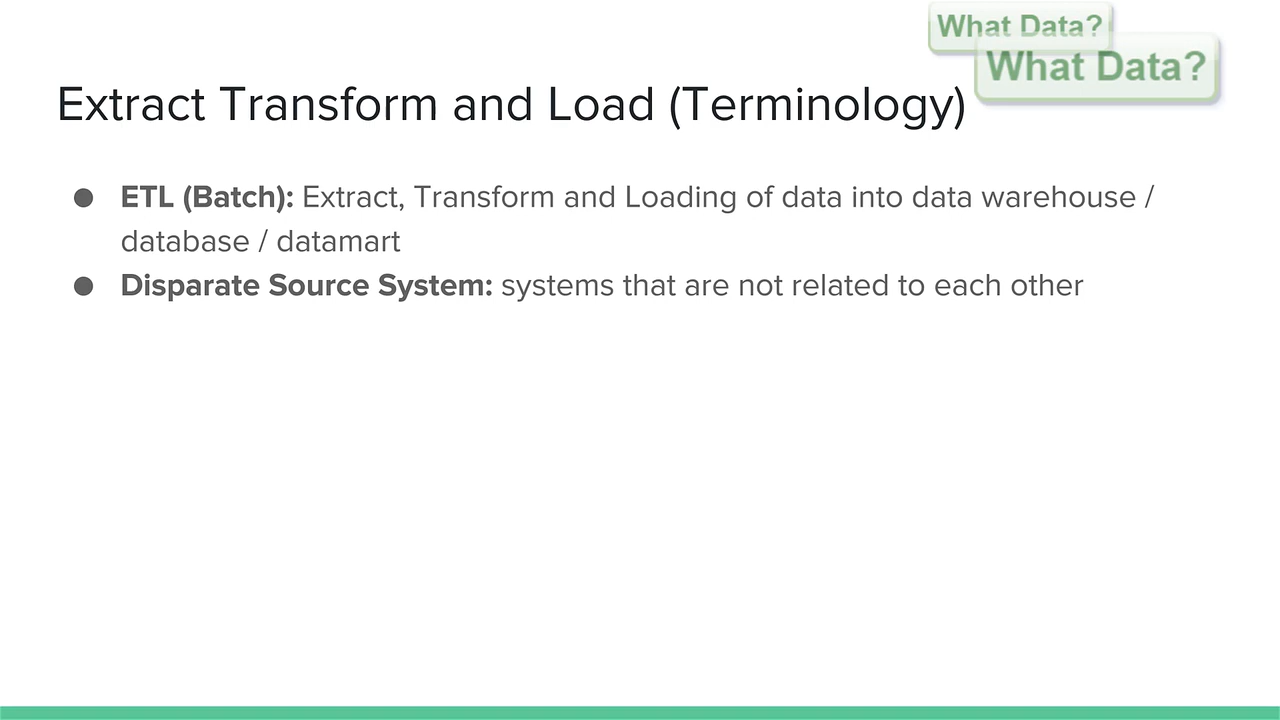 What Data?
What Data?
Extract Transform and Load (Terminology)
● ETL (Batch): Extract, Transform and Loading of data into data warehouse /
database / datamart
● Disparate Source System: systems that are not related to each other